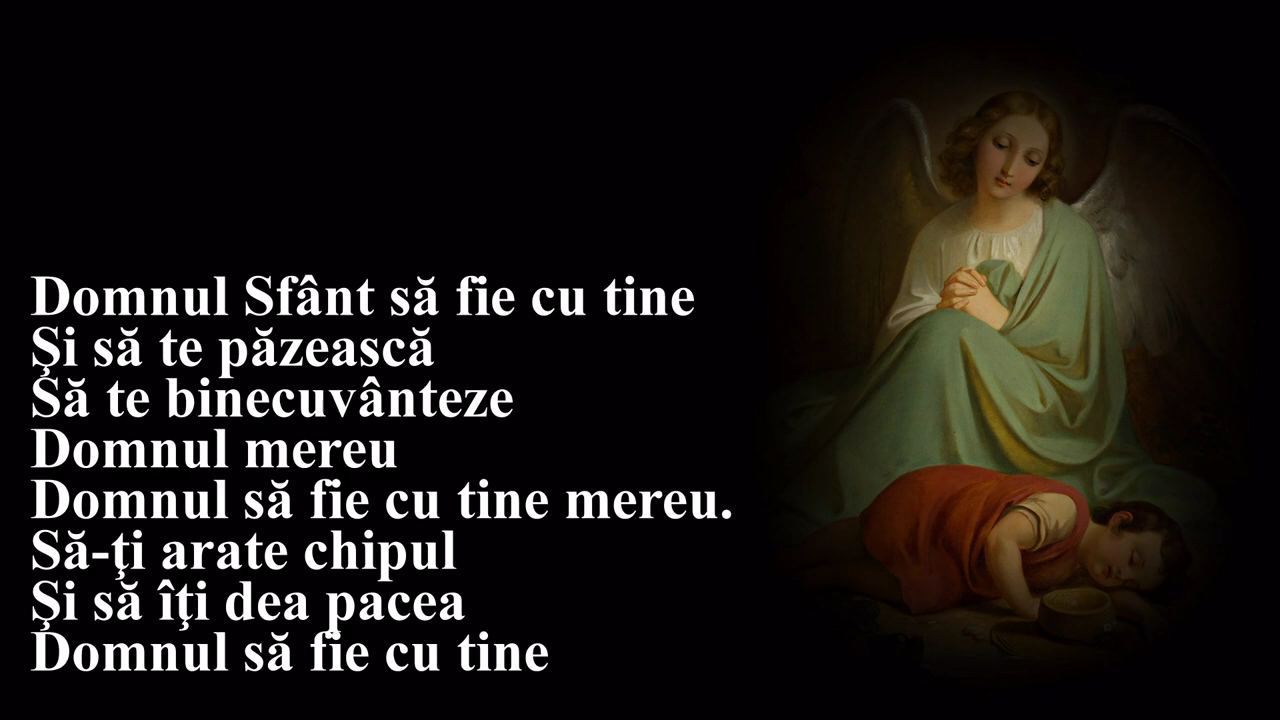 Domnul Sfânt să fie cu tine
Şi să te păzească
Să te binecuvânteze
Domnul mereu
Domnul să fie cu tine mereu.
Să-ţi arate chipul
Şi să îţi dea pacea
Domnul să fie cu tine